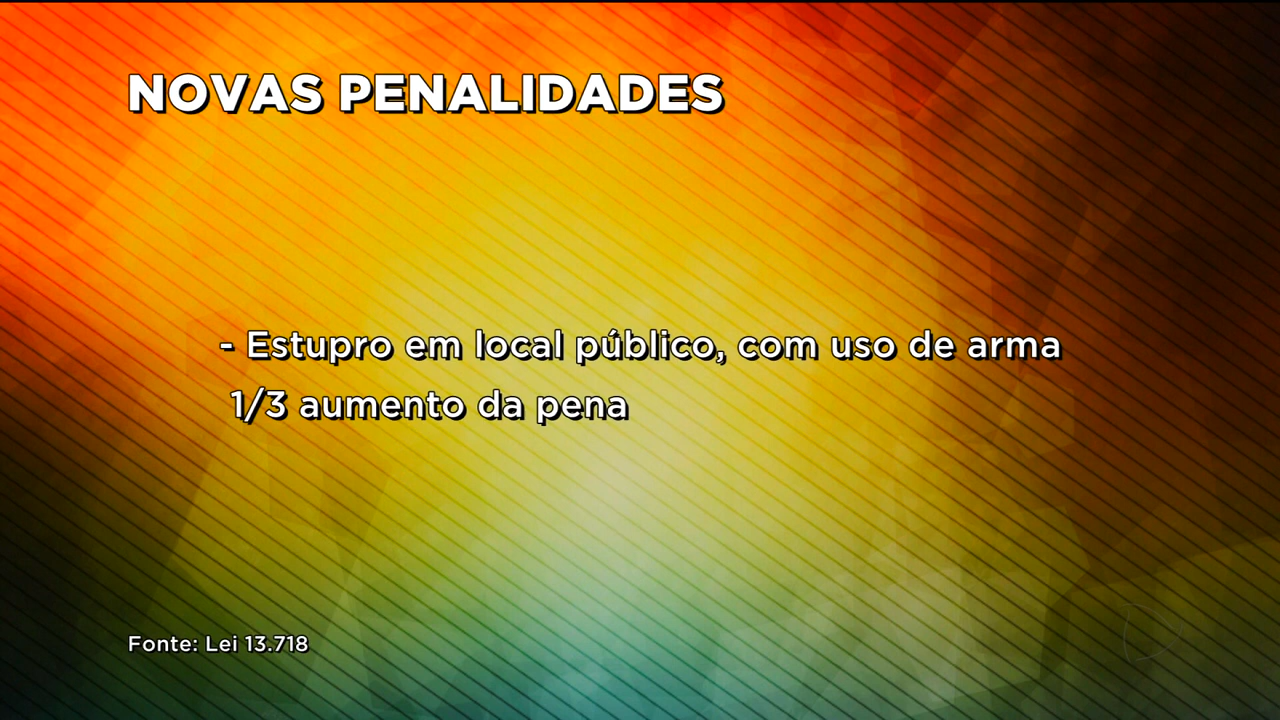 NOVAS PENALIDADES
- Estupro em local público, com uso de arma
1/3 aumento da pena
Fonte: Lei 13.718